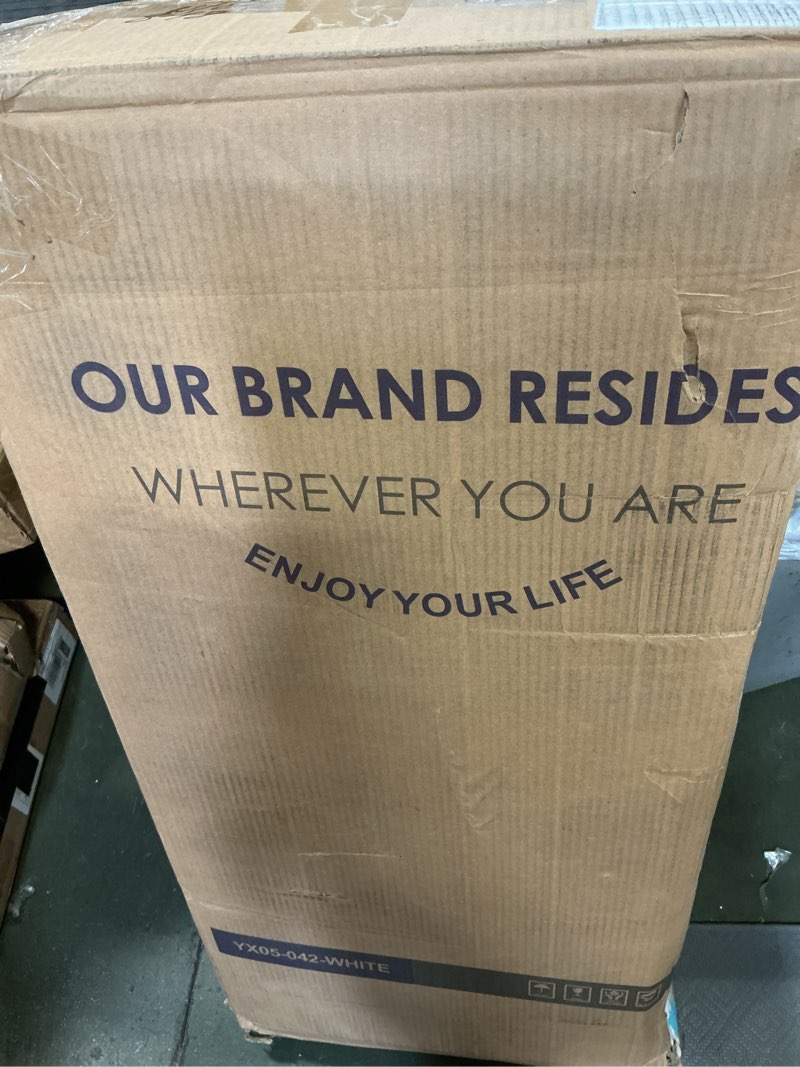 OUR BRAND RESIDES
WHEREVER YOU ARE
ENJOY YOUR LIFE
YX05-042-WHITE